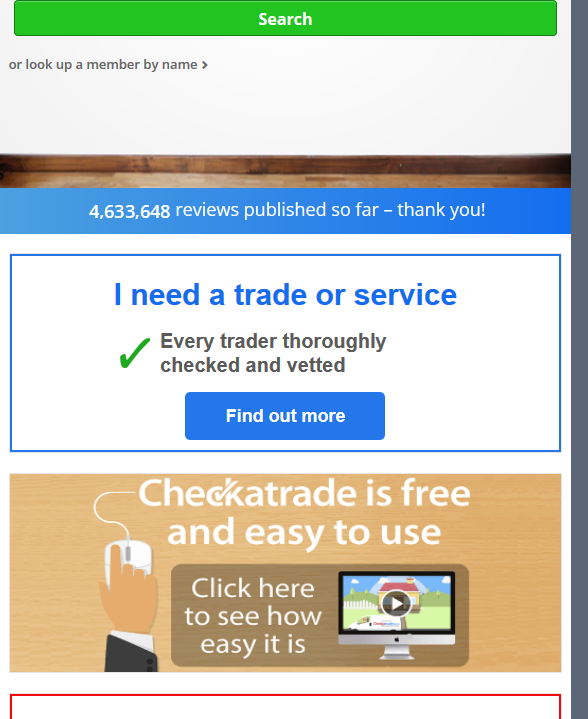 Search
or look up a member by name ›
4,633,648 reviews published so far – thank you!
I need a trade or service
✓ Every trader thoroughly
checked and vetted
Find out more
Checkatrade is free
and easy to use
Click here
to see how
easy it is